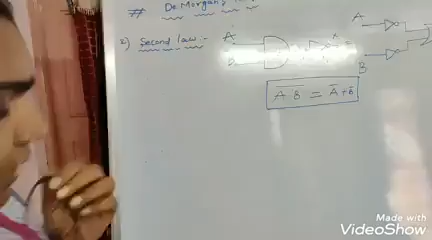 # De-Morgan's
2) Second law :-
A
A
B
B
A B = A̅ + B̅
Made with
VideoShow